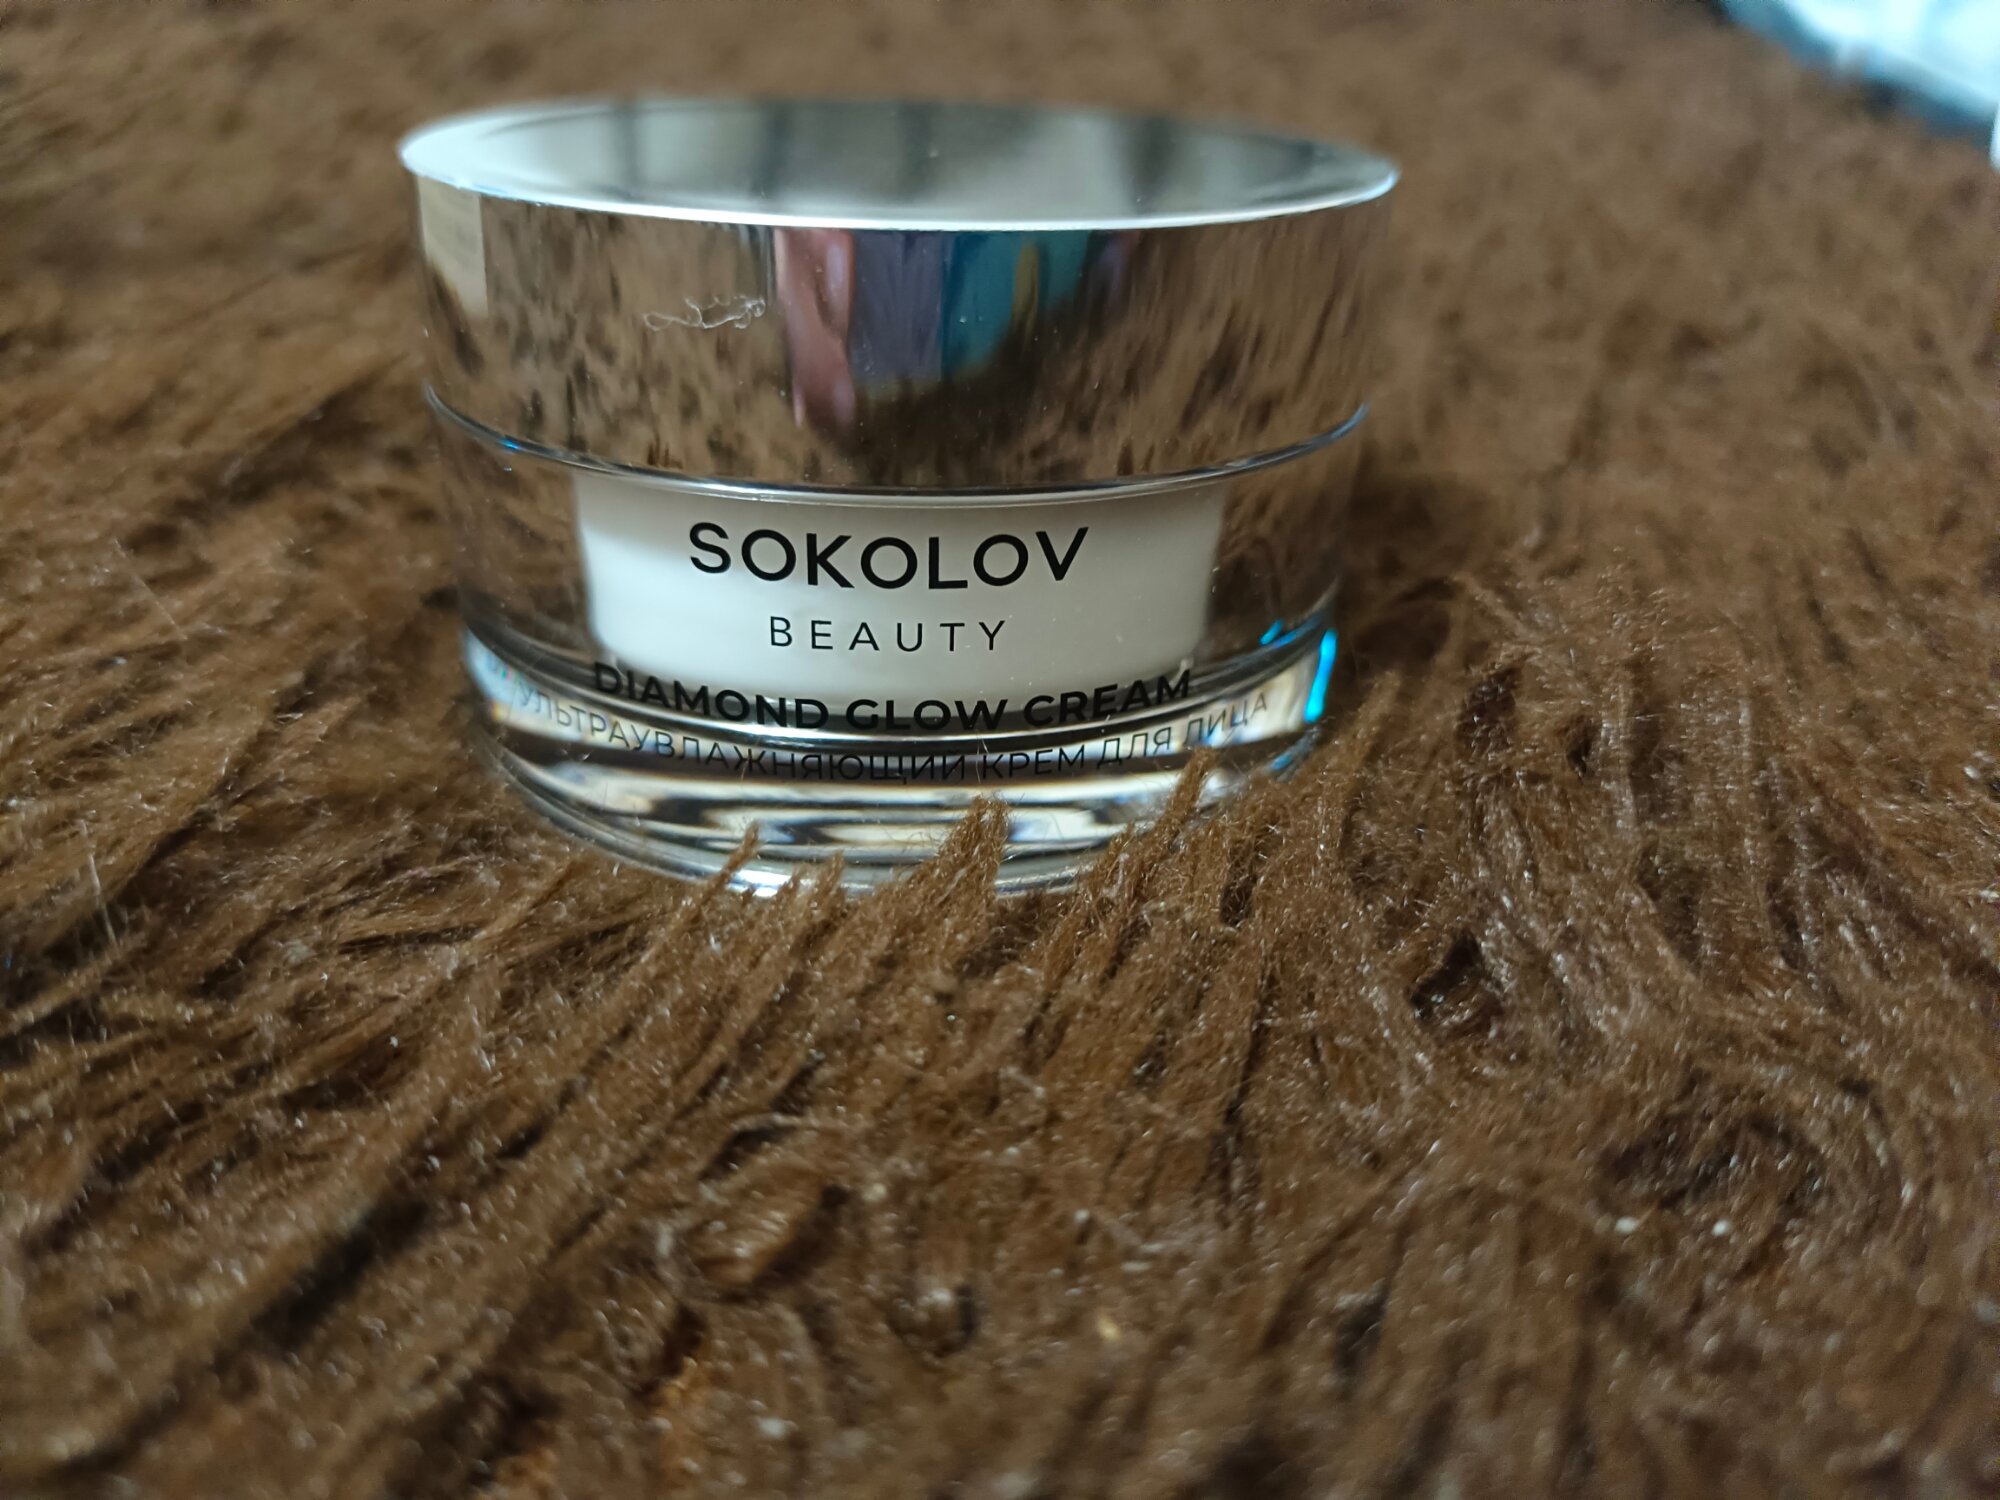 SOKOLOV
BEAUTY
DIAMOND GLOW CREAM
УЛЬТРАУВЛАЖНЯЮЩИЙ КРЕМ ДЛЯ ЛИЦА